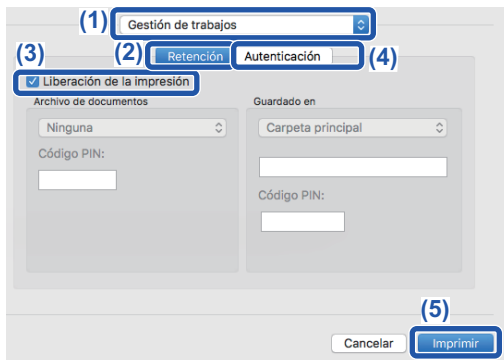 (1) Gestión de trabajos
(2) Retención Autenticación (4)
(3)
Liberación de la impresión
Archivo de documentos Guardado en
Ninguna Carpeta principal
Código PIN:
Código PIN:
(5)
Cancelar Imprimir